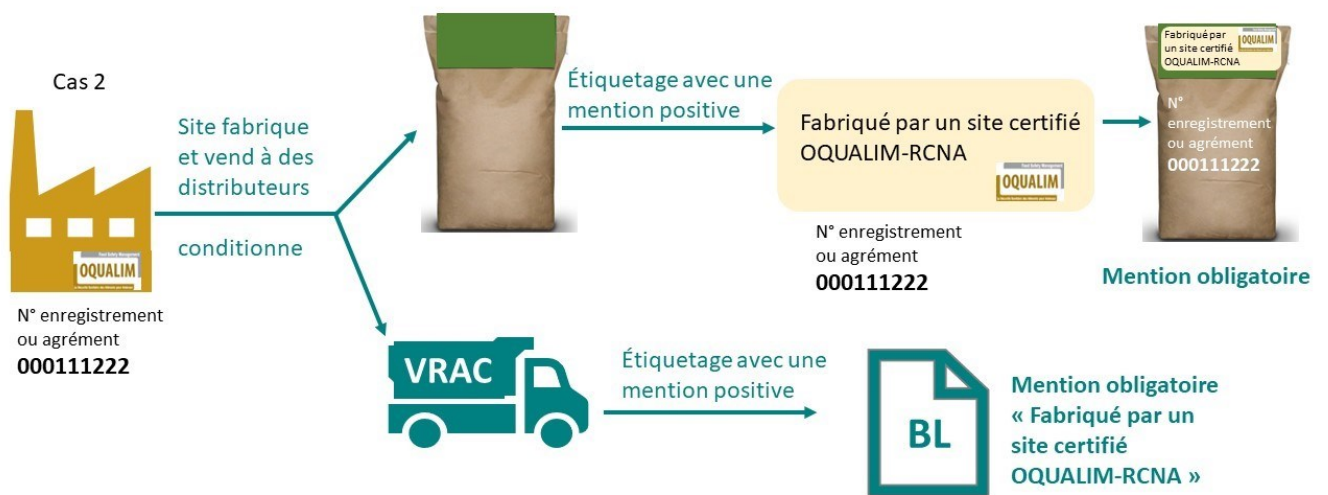 Cas 2
OQUALIM
N° enregistrement
ou agrément
000111222
Site fabrique
et vend à des
distributeurs
conditionne
Étiquetage avec une
mention positive
Fabriqué par un site certifié
OQUALIM-RCNA
OQUALIM
N° enregistrement
ou agrément
000111222
Fabriqué par
un site certifié
OQUALIM-RCNA
OQUALIM
N°
enregistrement
ou agrément
000111222
Mention obligatoire
VRAC
Étiquetage avec une
mention positive
BL
Mention obligatoire
« Fabriqué par un
site certifié
OQUALIM-RCNA »